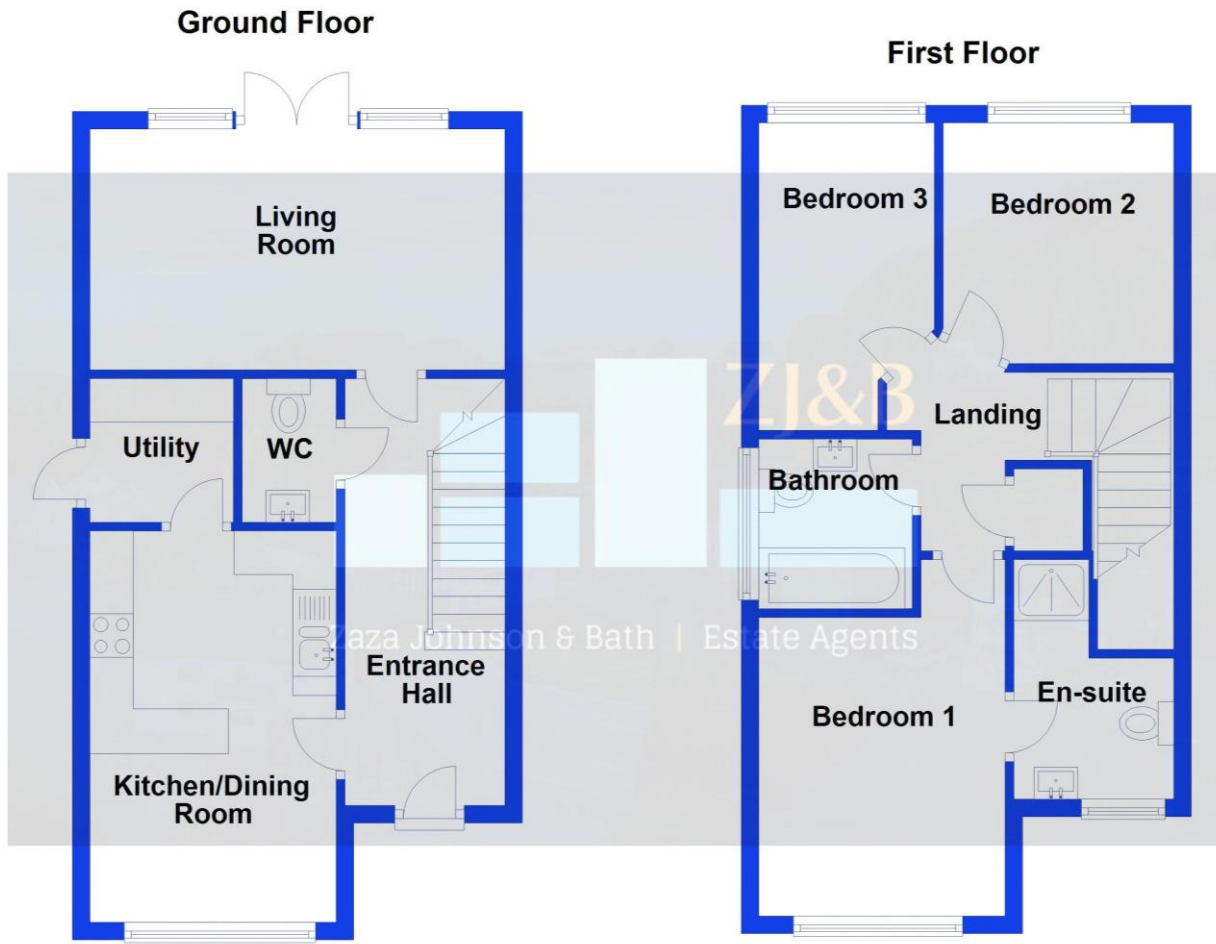 Ground Floor
First Floor
Living
Room
Bedroom 3
Bedroom 2
Utility
WC
Landing
ZJ&B
Bathroom
Zaza Johnson & Bath | Estate Agents
Entrance
Hall
En-suite
Bedroom 1
Kitchen/Dining
Room